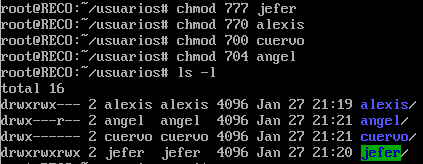 root@RECO:~/usuarios# chmod 777 jefer
root@RECO:~/usuarios# chmod 770 alexis
root@RECO:~/usuarios# chmod 700 cuervo
root@RECO:~/usuarios# chmod 704 angel
root@RECO:~/usuarios# ls -l
total 16
drwxrwx--- 2 alexis alexis 4096 Jan 27 21:19 alexis/
drwx---r-- 2 angel  angel  4096 Jan 27 21:21 angel/
drwx------ 2 cuervo cuervo 4096 Jan 27 21:21 cuervo/
drwxrwxrwx 2 jefer  jefer  4096 Jan 27 21:20 jefer/